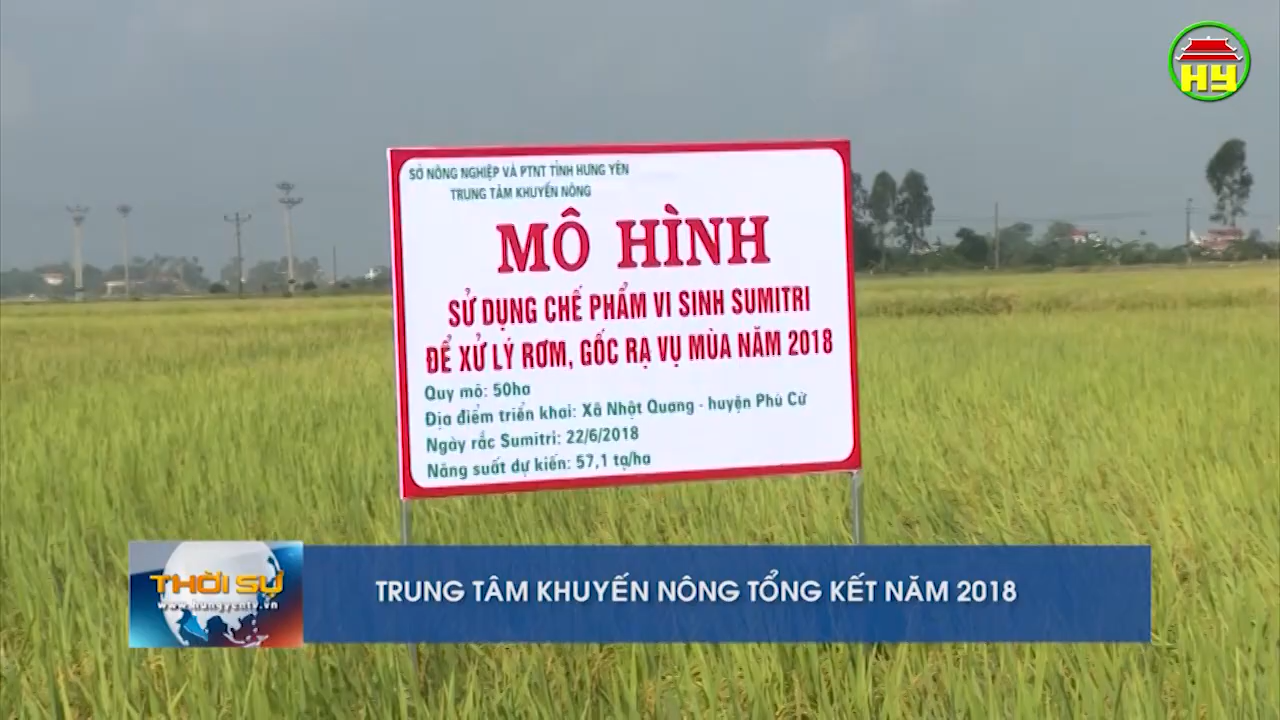 HY
SỞ NÔNG NGHIỆP VÀ PTNT TỈNH HƯNG YÊN
TRUNG TÂM KHUYẾN NÔNG
MÔ HÌNH
SỬ DỤNG CHẾ PHẨM VI SINH SUMITRI
ĐỂ XỬ LÝ RƠM, GỐC RẠ VỤ MÙA NĂM 2018
Quy mô: 50ha
Địa điểm triển khai: Xã Nhật Quang - huyện Phù Cừ
Ngày rắc Sumitri: 22/6/2018
Năng suất dự kiến: 57,1 tạ/ha
THỜI SỰ
www.hungyentv.vn
TRUNG TÂM KHUYẾN NÔNG TỔNG KẾT NĂM 2018